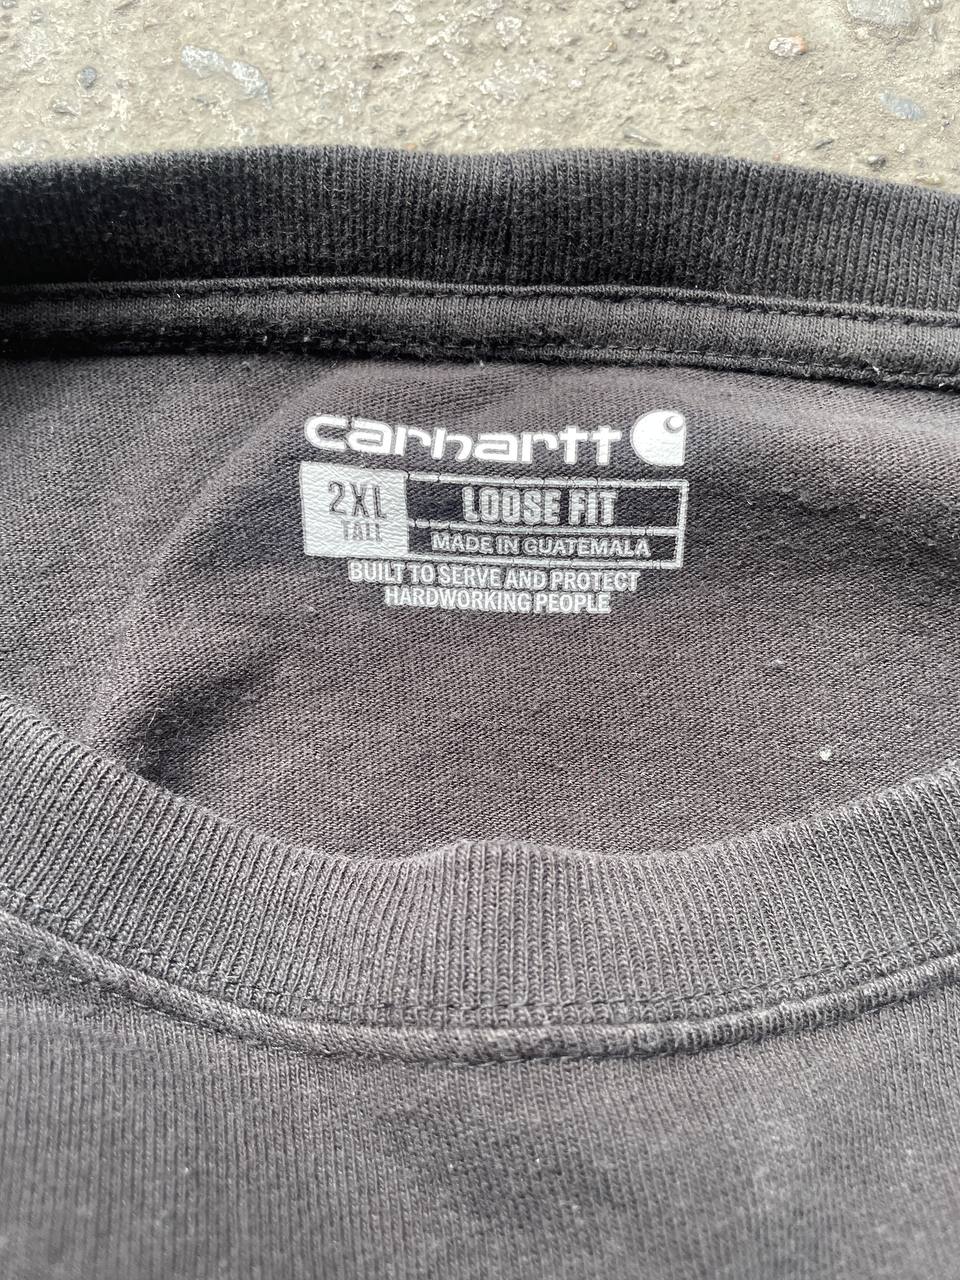 carhartt
2XL
TALL
LOOSE FIT
MADE IN GUATEMALA
BUILT TO SERVE AND PROTECT
HARDWORKING PEOPLE